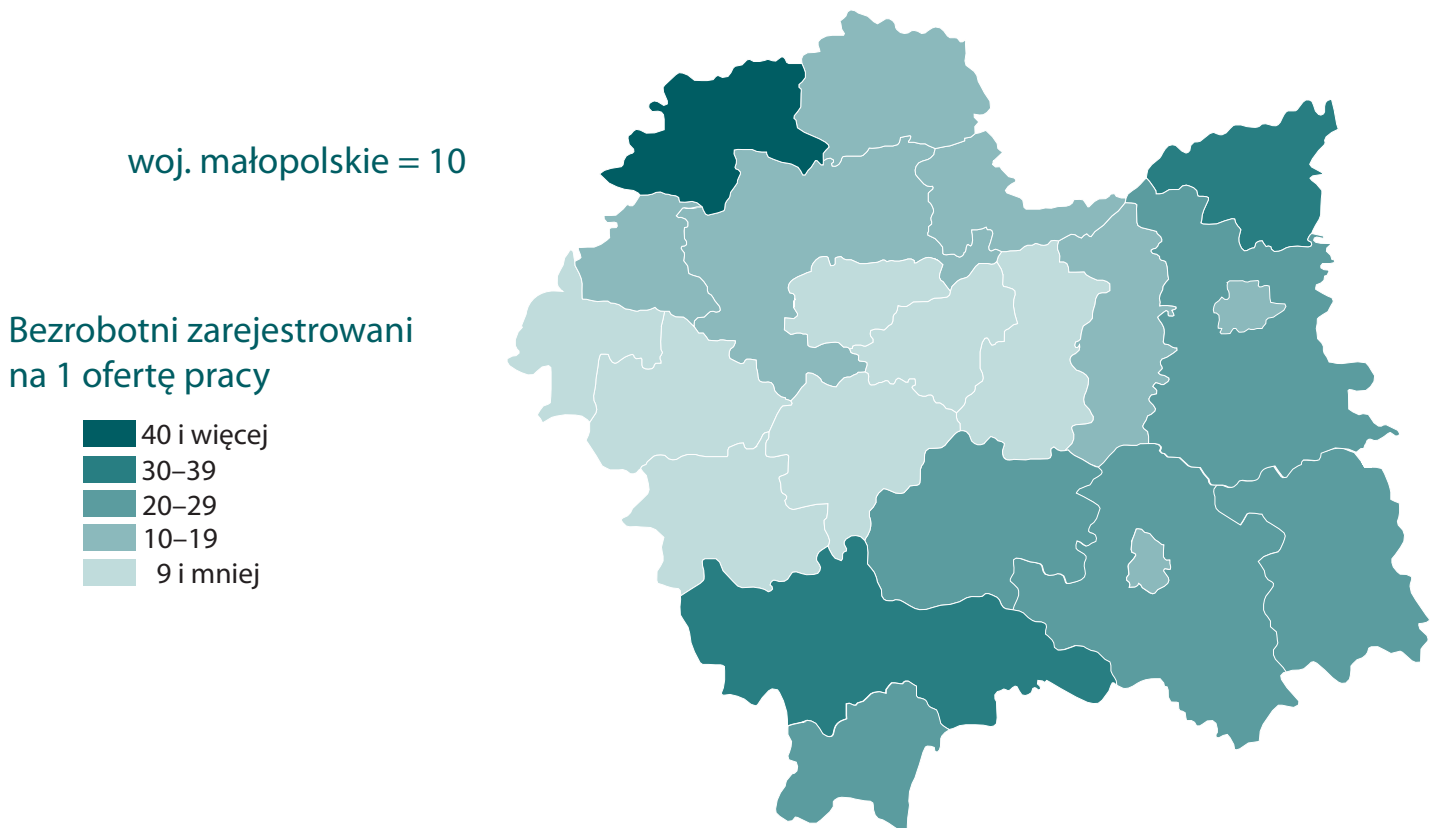 woj. małopolskie = 10
Bezrobotni zarejestrowani
na 1 ofertę pracy
40 i więcej
30–39
20–29
10–19
9 i mniej